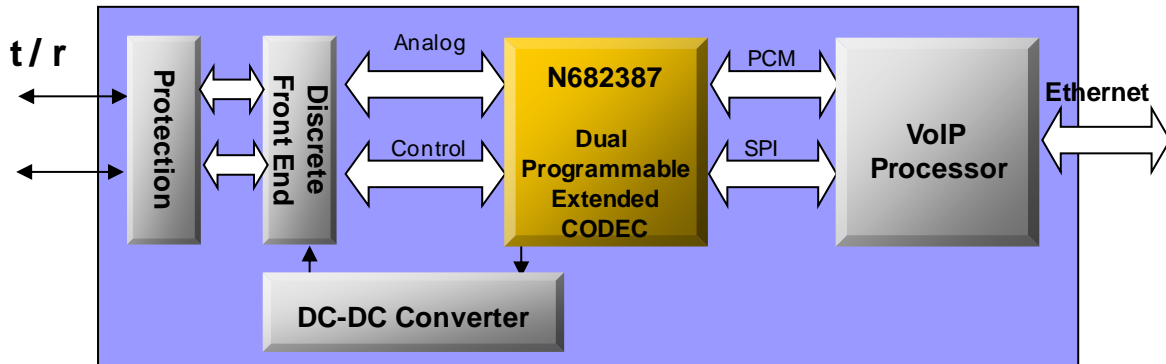 t / r
Protection
Discrete
Front End
Analog
Control
N682387
Dual
Programmable
Extended
CODEC
PCM
SPI
VoIP
Processor
Ethernet
DC-DC Converter